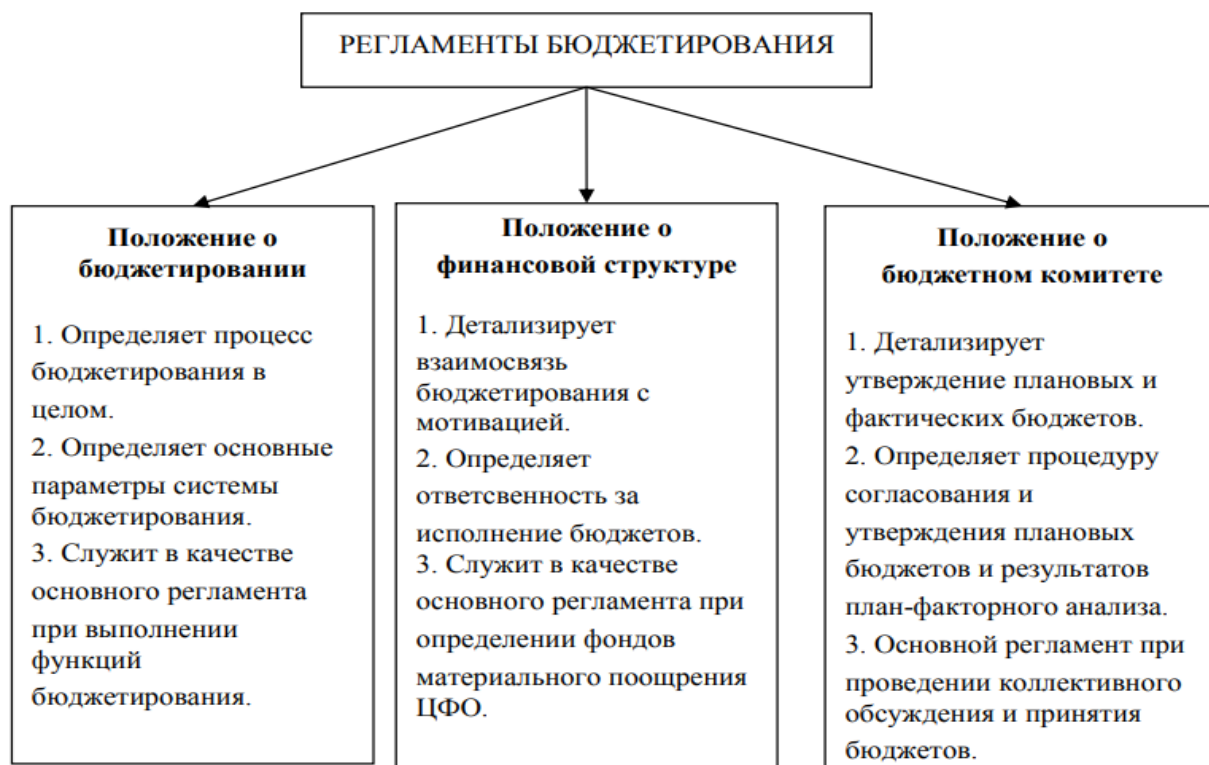 РЕГЛАМЕНТЫ БЮДЖЕТИРОВАНИЯ
Положение о
бюджетировании
1. Определяет процесс
бюджетирования в
целом.
2. Определяет основные
параметры системы
бюджетирования.
3. Служит в качестве
основного регламента
при выполнении
функций
бюджетирования.
Положение о
финансовой структуре
1. Детализирует
взаимосвязь
бюджетирования с
мотивацией.
2. Определяет
ответсвенность за
исполнение бюджетов.
3. Служит в качестве
основного регламента при
определении фондов
материального поощрения
ЦФО.
Положение о
бюджетном комитете
1. Детализирует
утверждение плановых и
фактических бюджетов.
2. Определяет процедуру
согласования и
утверждения плановых
бюджетов и результатов
план-факторного анализа.
3. Основной регламент при
проведении коллективного
обсуждения и принятия
бюджетов.